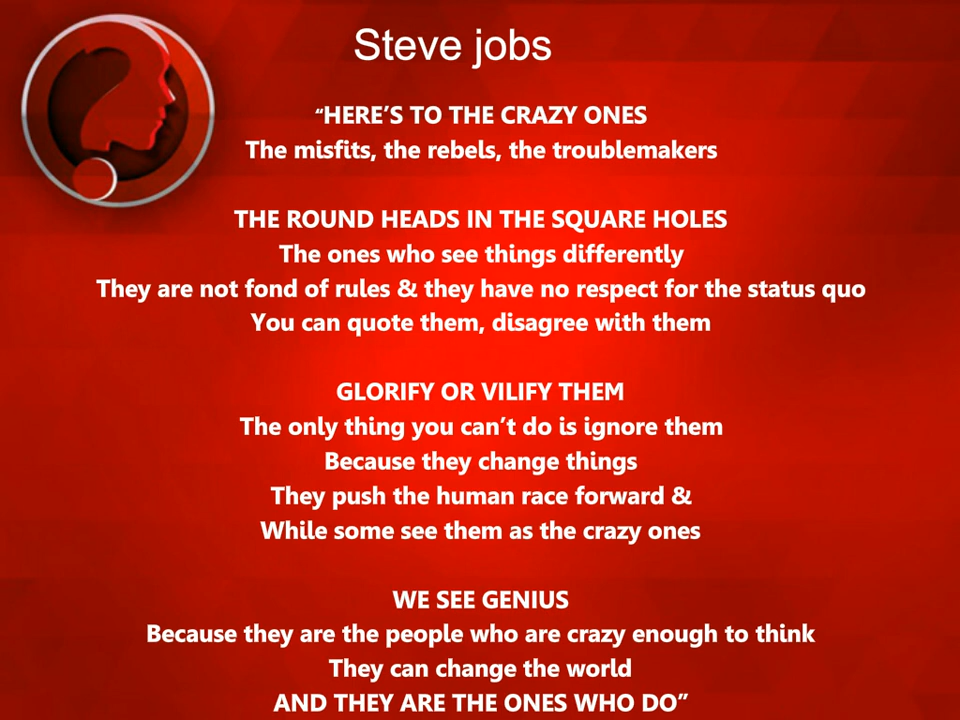 Steve jobs
“HERE’S TO THE CRAZY ONES
The misfits, the rebels, the troublemakers
THE ROUND HEADS IN THE SQUARE HOLES
The ones who see things differently
They are not fond of rules & they have no respect for the status quo
You can quote them, disagree with them
GLORIFY OR VILIFY THEM
The only thing you can’t do is ignore them
Because they change things
They push the human race forward &
While some see them as the crazy ones
WE SEE GENIUS
Because they are the people who are crazy enough to think
They can change the world
AND THEY ARE THE ONES WHO DO”